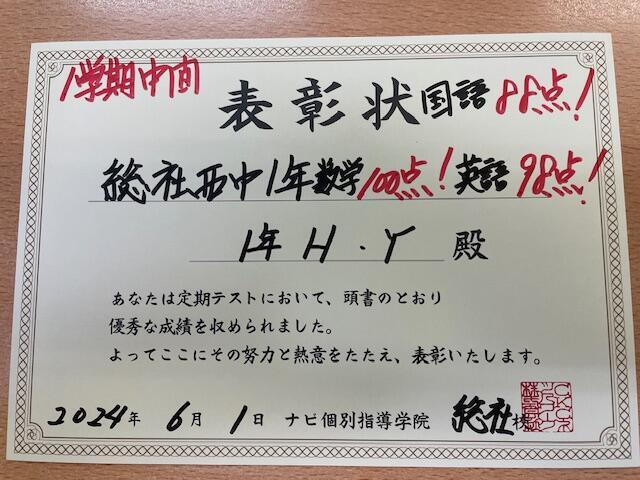 1学期中間
表彰状 国語 88点!
総社西中1年 数学 100点! 英語 98点!
1年 H.Y 殿
あなたは定期テストにおいて、頭書のとおり
優秀な成績を収められました。
よってここにその努力と熱意をたたえ、表彰いたします。
2024年 6月 1日 ナビ個別指導学院 総社校